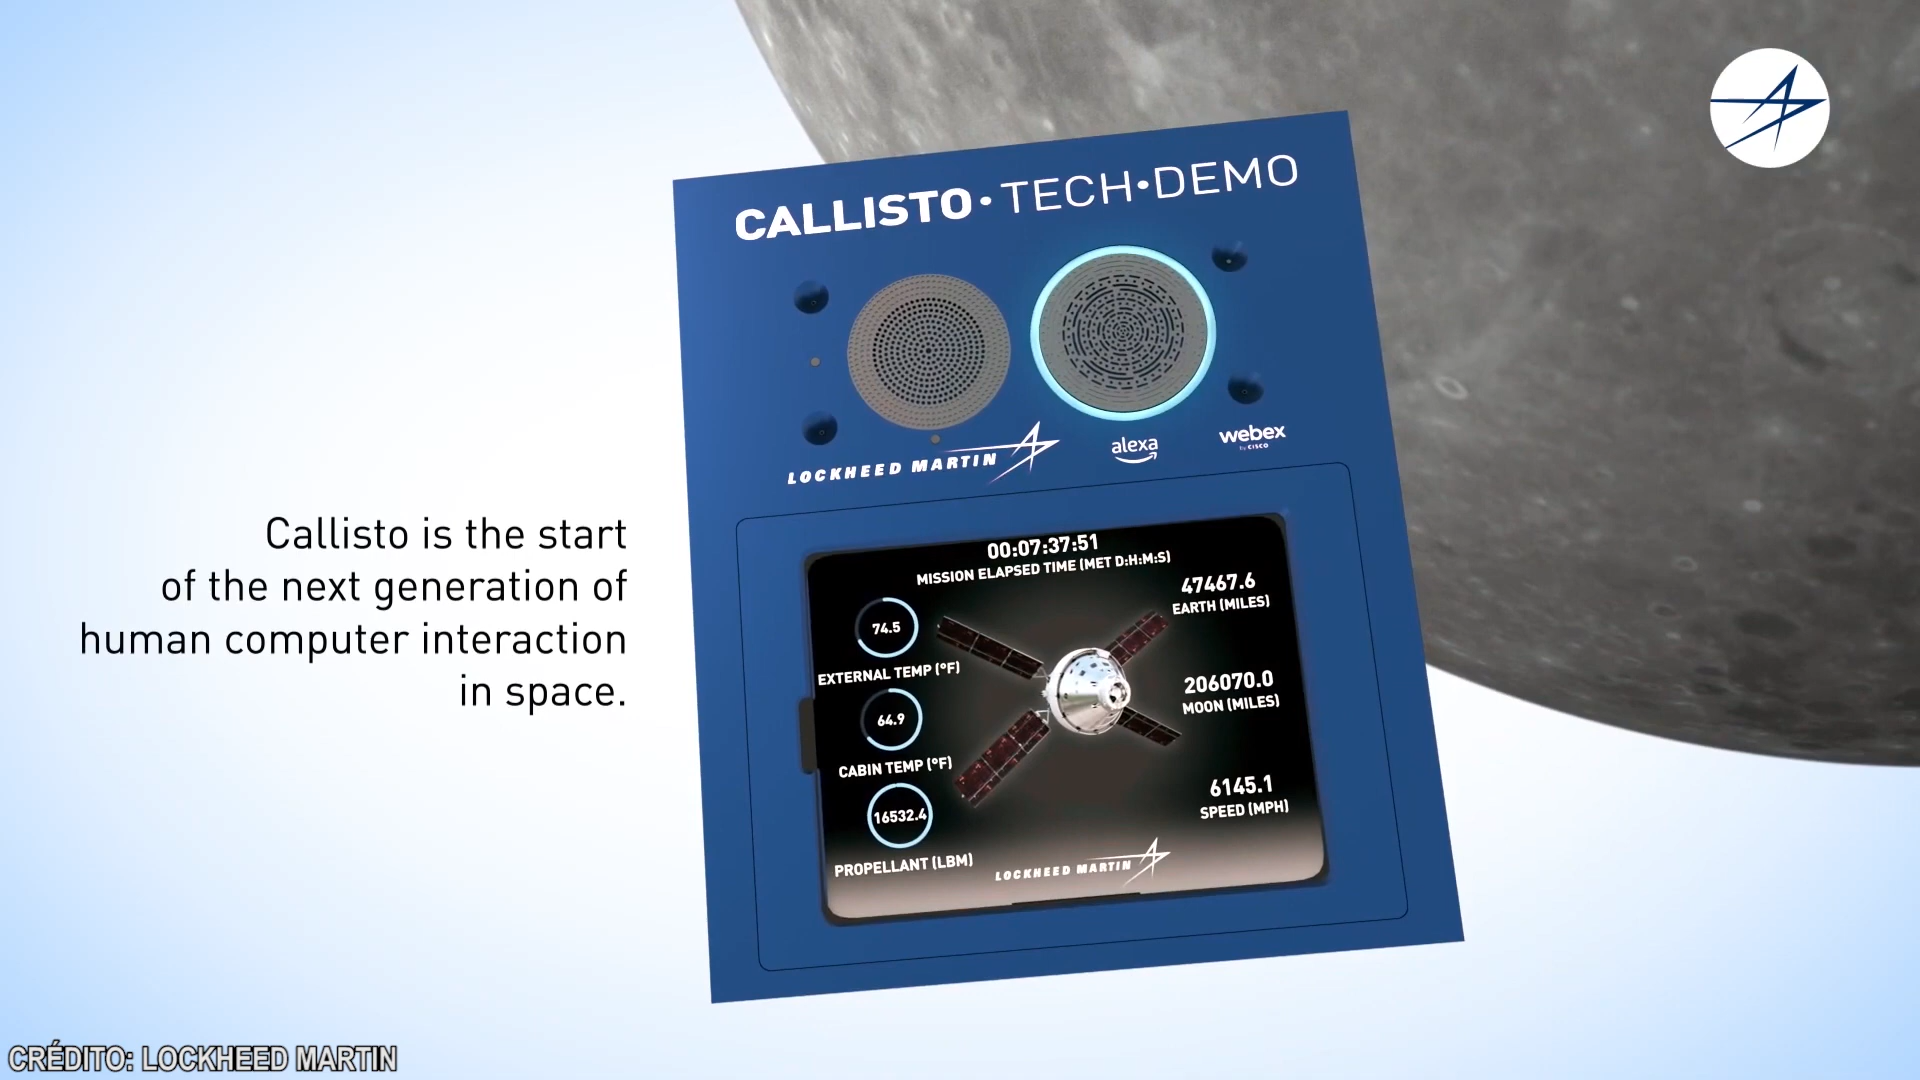 CALLISTO•TECH•DEMO
LOCKHEED MARTIN
alexa
webex
by CISCO
Callisto is the start
of the next generation of
human computer interaction
in space.
00:07:37:51
MISSION ELAPSED TIME (MET D:H:M:S)
74.5
EXTERNAL TEMP (°F)
64.9
CABIN TEMP (°F)
16532.4
PROPELLANT (LBM)
47467.6
EARTH (MILES)
206070.0
MOON (MILES)
6145.1
SPEED (MPH)
LOCKHEED MARTIN
CRÉDITO: LOCKHEED MARTIN